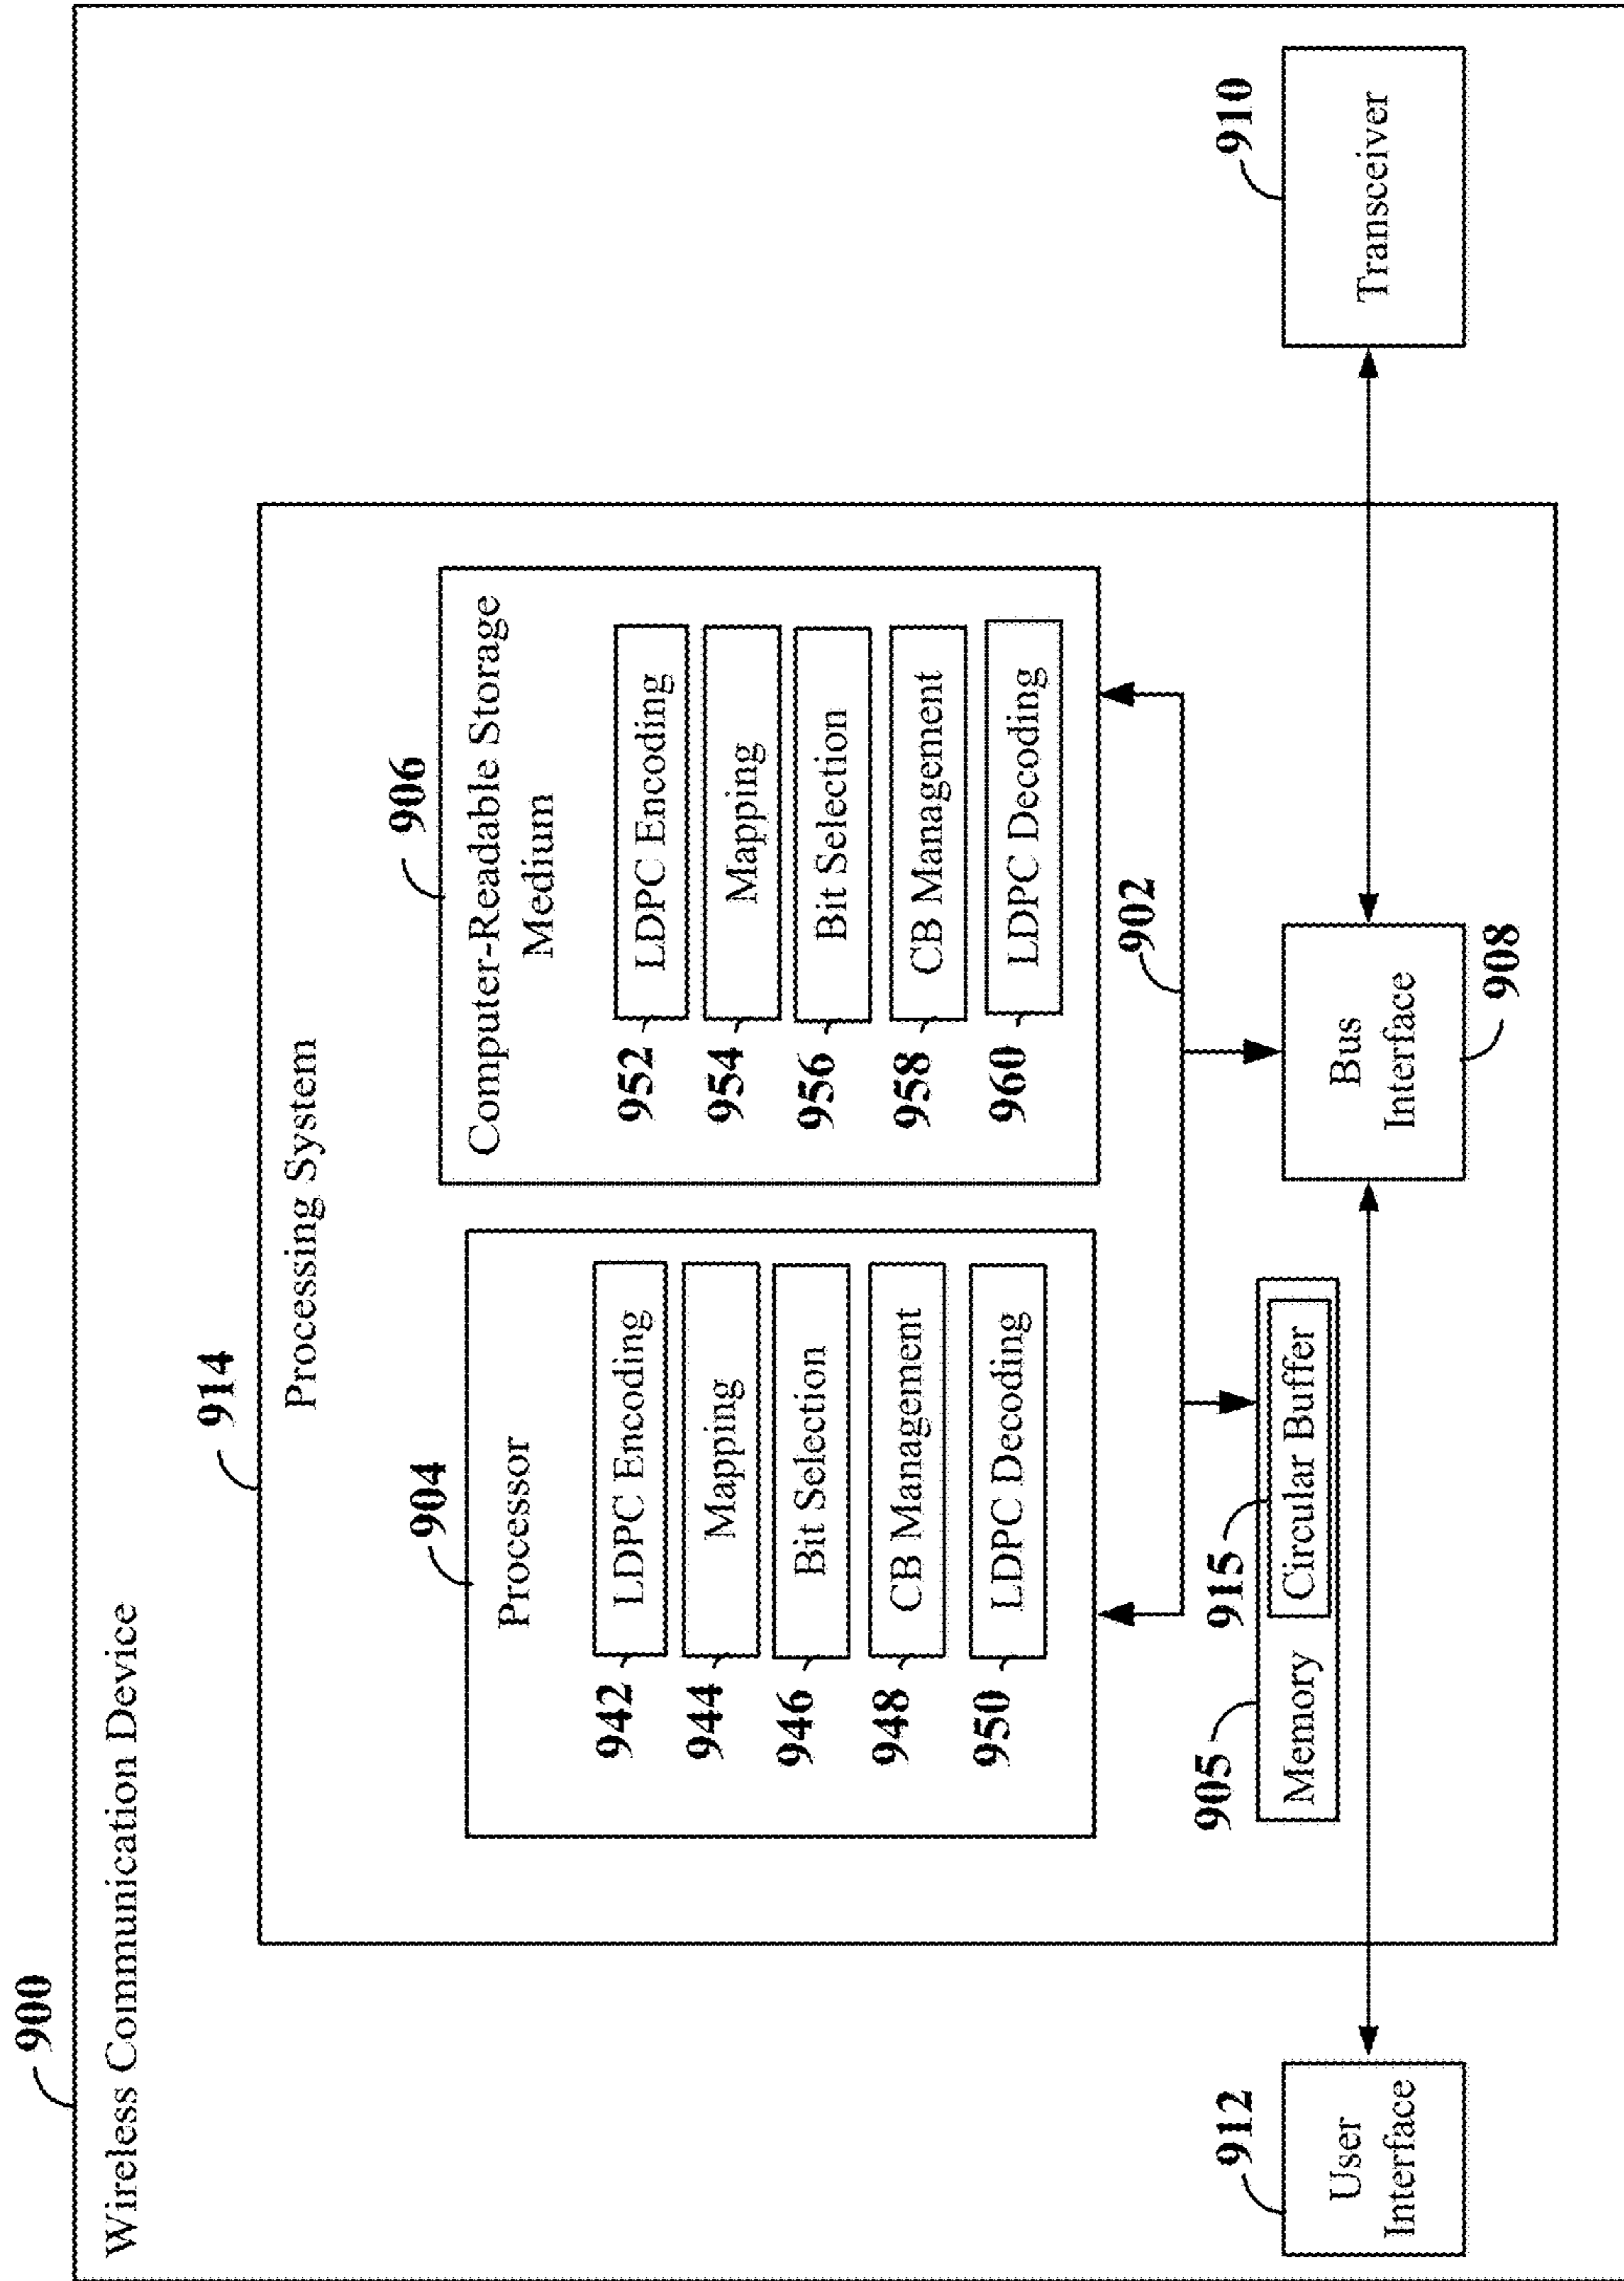 900
Wireless Communication Device
914
Processing System
904
Processor
942
LDPC Encoding
944
Mapping
946
Bit Selection
948
CB Management
950
LDPC Decoding
906
Computer-Readable Storage
Medium
952
LDPC Encoding
954
Mapping
956
Bit Selection
958
CB Management
960
LDPC Decoding
902
905
Memory
915
Circular Buffer
912
User
Interface
Bus
Interface
908
910
Transceiver